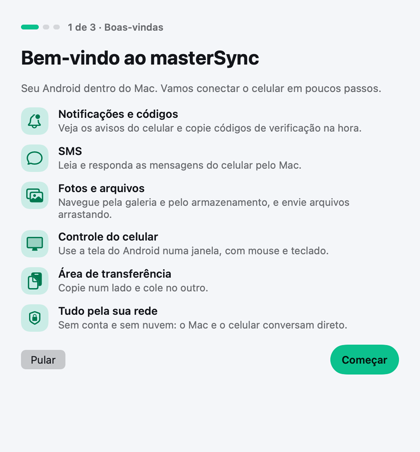 1 de 3 · Boas-vindas
Bem-vindo ao masterSync
Seu Android dentro do Mac. Vamos conectar o celular em poucos passos.
Notificações e códigos
Veja os avisos do celular e copie códigos de verificação na hora.
SMS
Leia e responda as mensagens do celular pelo Mac.
Fotos e arquivos
Navegue pela galeria e pelo armazenamento, e envie arquivos
arrastando.
Controle do celular
Use a tela do Android numa janela, com mouse e teclado.
Área de transferência
Copie num lado e cole no outro.
Tudo pela sua rede
Sem conta e sem nuvem: o Mac e o celular conversam direto.
Pular
Começar